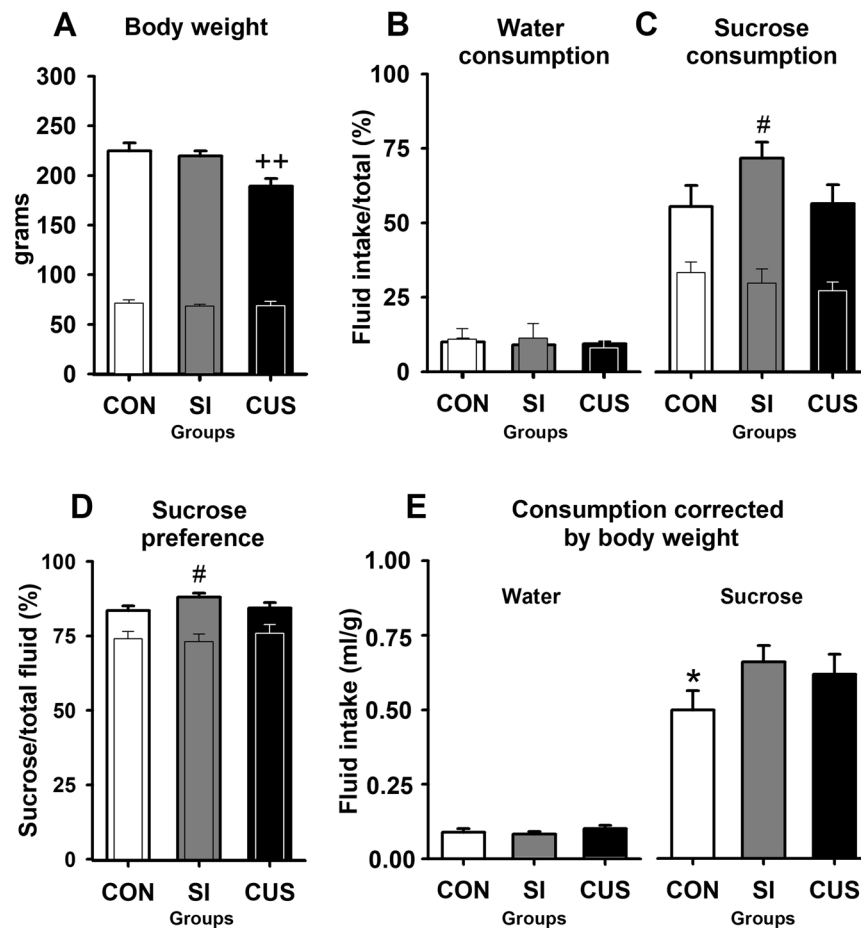 A
Body weight
grams
300
250
200
150
100
50
0
++
CON
SI
CUS
Groups
B
Water
consumption
C
Sucrose
consumption
Fluid intake/total (%)
100
75
50
25
0
#
CON
SI
CUS
Groups
CON
SI
CUS
Groups
D
Sucrose
preference
Sucrose/total fluid (%)
100
75
50
25
0
#
CON
SI
CUS
Groups
E
Consumption corrected
by body weight
Fluid intake (ml/g)
1.00
0.75
0.50
0.25
0.00
Water
Sucrose
*
CON
SI
CUS
Groups
CON
SI
CUS
Groups